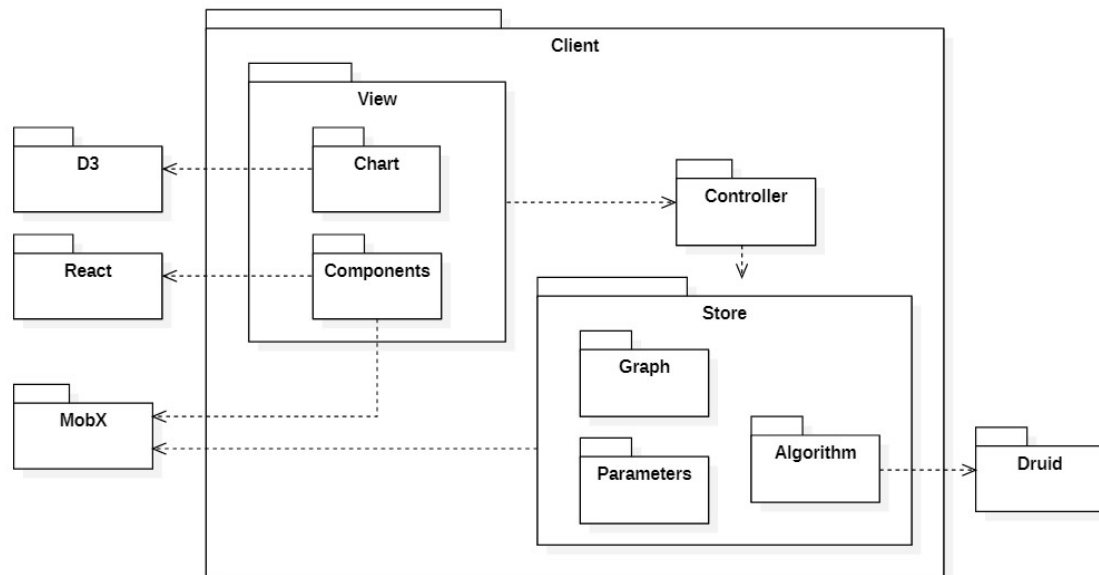 Client
View
D3
Chart
Controller
React
Components
Store
Graph
MobX
Algorithm
Parameters
Druid